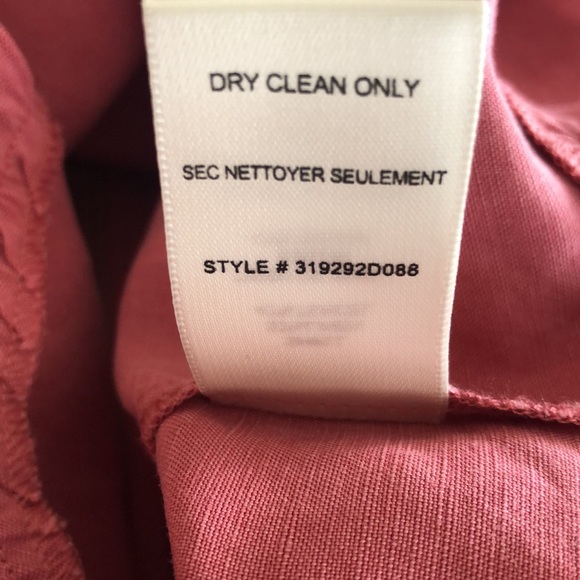 DRY CLEAN ONLY
SEC NETTOYER SEULEMENT
STYLE # 319292D088